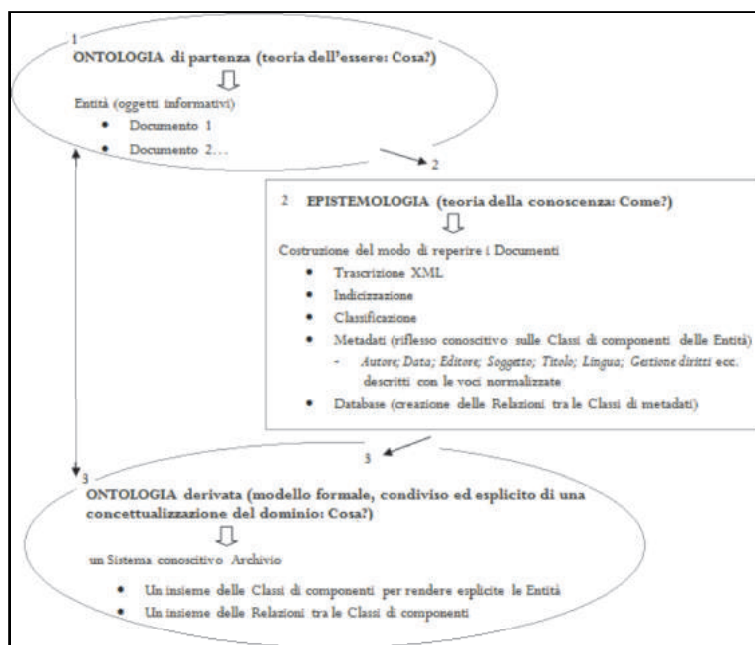 1
ONTOLOGIA di partenza (teoria dell'essere: Cosa?)
Entità (oggetti informativi)
• Documento 1
• Documento 2…
2
2 EPISTEMOLOGIA (teoria della conoscenza: Come?)
Costruzione del modo di reperire i Documenti
• Trascrizione XML
• Indicizzazione
• Classificazione
• Metadati (riflesso conoscitivo sulle Classi di componenti delle Entità)
- Autore; Data; Editore; Soggetto; Titolo; Lingua; Gestione diritti ecc.
descritti con le voci normalizzate
• Database (creazione delle Relazioni tra le Classi di metadati)
3
3
ONTOLOGIA derivata (modello formale, condiviso ed esplicito di una
concettualizzazione del dominio: Cosa?)
un Sistema conoscitivo Archivio
• Un insieme delle Classi di componenti per rendere esplicite le Entità
• Un insieme delle Relazioni tra le Classi di componenti